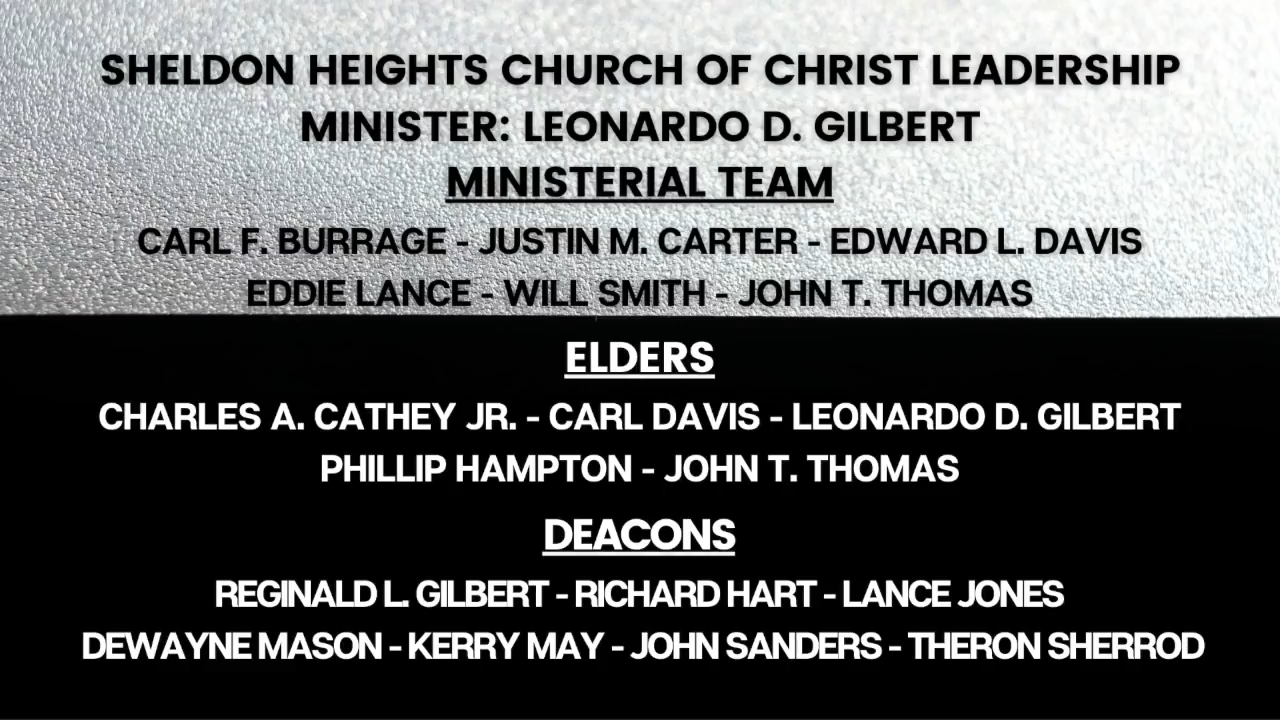 SHELDON HEIGHTS CHURCH OF CHRIST LEADERSHIP
MINISTER: LEONARDO D. GILBERT
MINISTERIAL TEAM
CARL F. BURRAGE - JUSTIN M. CARTER - EDWARD L. DAVIS
EDDIE LANCE - WILL SMITH - JOHN T. THOMAS
ELDERS
CHARLES A. CATHEY JR. - CARL DAVIS - LEONARDO D. GILBERT
PHILLIP HAMPTON - JOHN T. THOMAS
DEACONS
REGINALD L. GILBERT - RICHARD HART - LANCE JONES
DEWAYNE MASON - KERRY MAY - JOHN SANDERS - THERON SHERROD